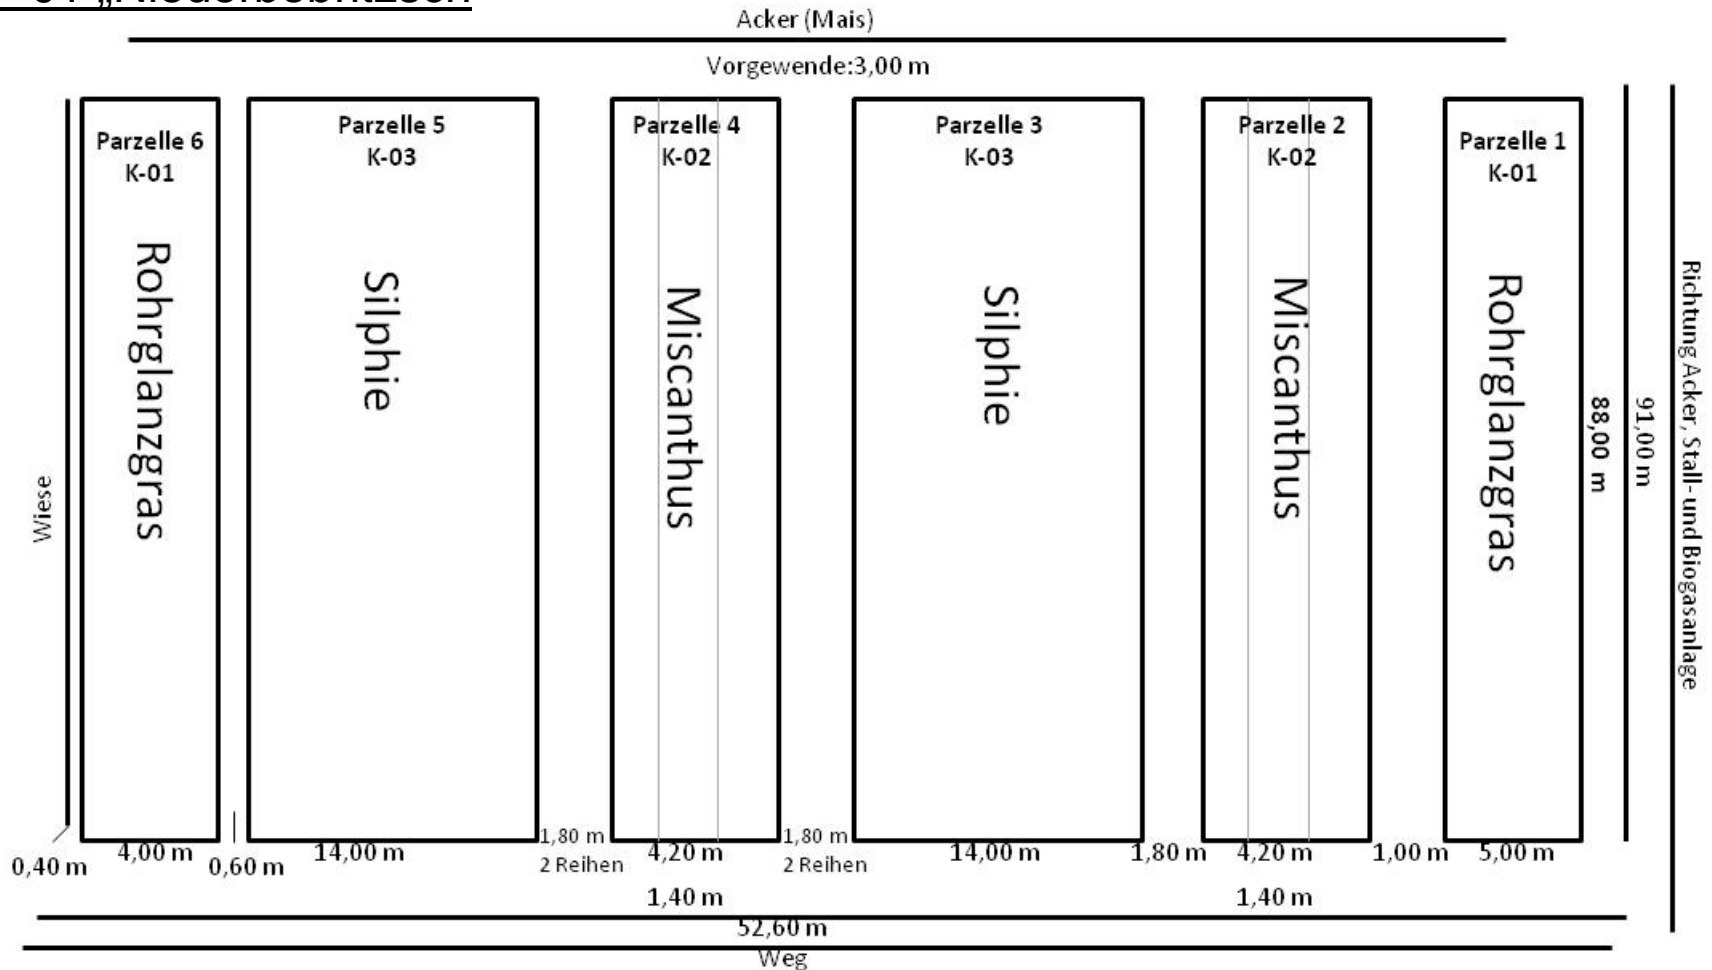 Acker (Mais)
Vorgewende:3,00 m
Parzelle 6
K-01
Rohrglanzgras
Parzelle 5
K-03
Silphie
Parzelle 4
K-02
Miscanthus
Parzelle 3
K-03
Silphie
Parzelle 2
K-02
Miscanthus
Parzelle 1
K-01
Rohrglanzgras
Wiese
88,00 m
91,00 m
Richtung Acker, Stall- und Biogasanlage
0,40 m
4,00 m
0,60 m
14,00 m
1,80 m
2 Reihen
4,20 m
1,80 m
2 Reihen
14,00 m
1,80 m
4,20 m
1,00 m
5,00 m
1,40 m
1,40 m
52,60 m
Weg